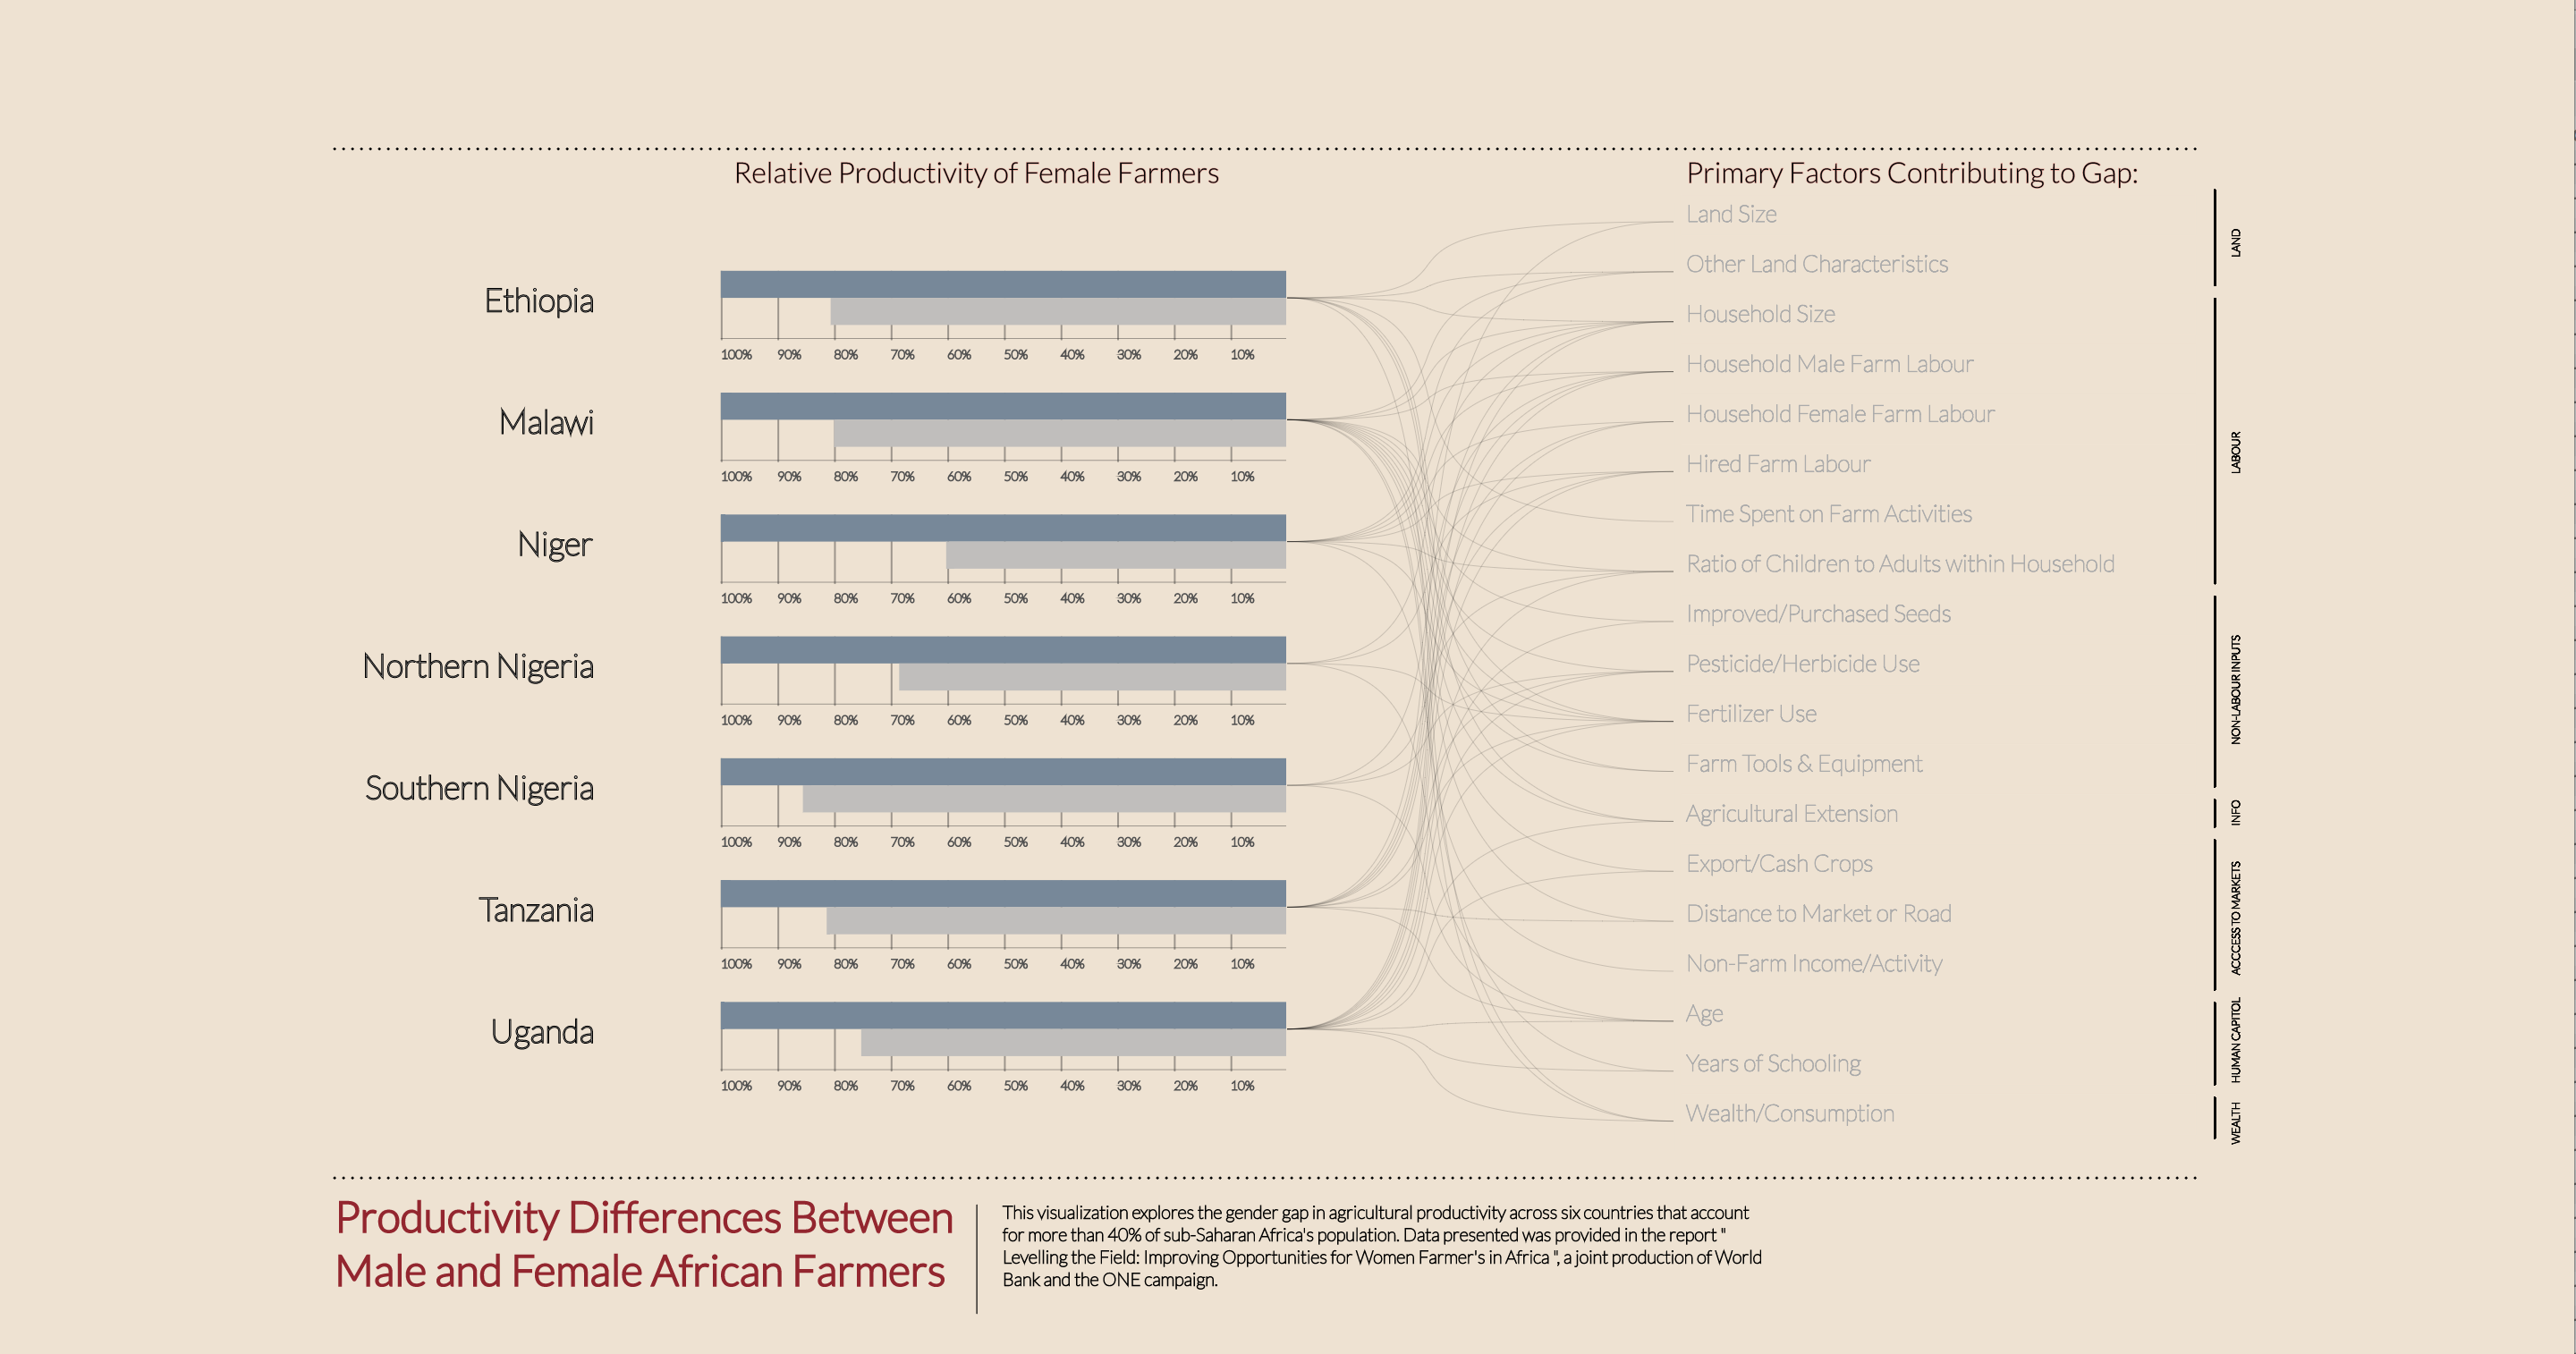 Relative Productivity of Female Farmers
Primary Factors Contributing to Gap:
Ethiopia
100% 90% 80% 70% 60% 50% 40% 30% 20% 10%
Malawi
100% 90% 80% 70% 60% 50% 40% 30% 20% 10%
Niger
100% 90% 80% 70% 60% 50% 40% 30% 20% 10%
Northern Nigeria
100% 90% 80% 70% 60% 50% 40% 30% 20% 10%
Southern Nigeria
100% 90% 80% 70% 60% 50% 40% 30% 20% 10%
Tanzania
100% 90% 80% 70% 60% 50% 40% 30% 20% 10%
Uganda
100% 90% 80% 70% 60% 50% 40% 30% 20% 10%
Land Size
Other Land Characteristics
Household Size
Household Male Farm Labour
Household Female Farm Labour
Hired Farm Labour
Time Spent on Farm Activities
Ratio of Children to Adults within Household
Improved/Purchased Seeds
Pesticide/Herbicide Use
Fertilizer Use
Farm Tools & Equipment
Agricultural Extension
Export/Cash Crops
Distance to Market or Road
Non-Farm Income/Activity
Age
Years of Schooling
Wealth/Consumption
LAND
LABOUR
NON-LABOUR INPUTS
INFO
ACCCESS TO MARKETS
HUMAN CAPITOL
WEALTH
Productivity Differences Between
Male and Female African Farmers
This visualization explores the gender gap in agricultural productivity across six countries that account
for more than 40% of sub-Saharan Africa's population. Data presented was provided in the report "
Levelling the Field: Improving Opportunities for Women Farmer's in Africa ", a joint production of World
Bank and the ONE campaign.